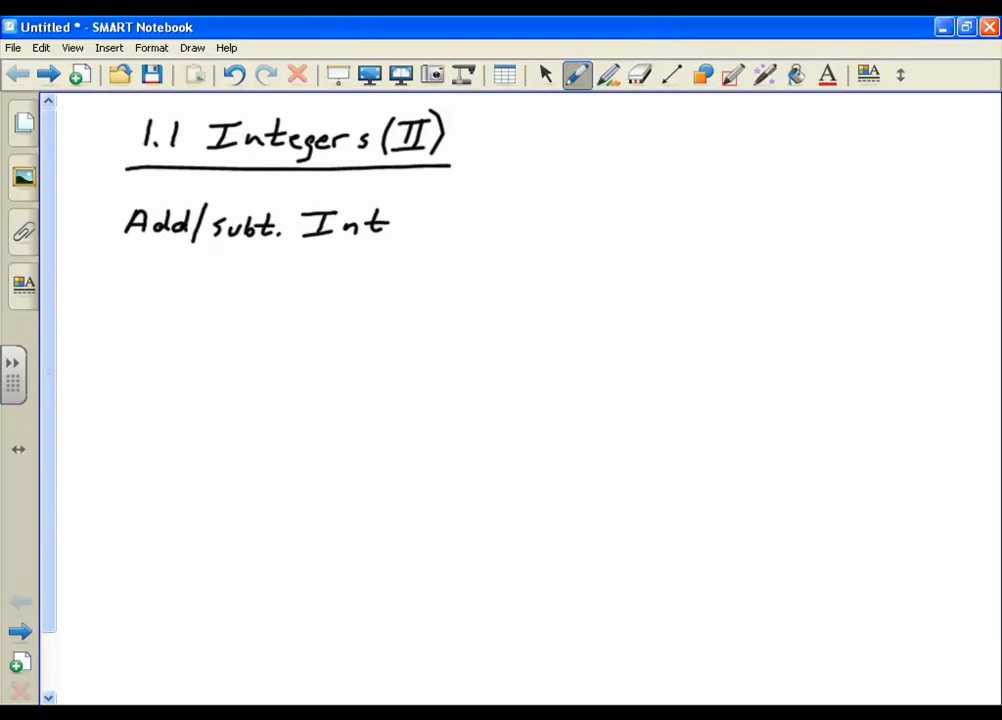 Untitled * - SMART Notebook
File Edit View Insert Format Draw Help
1.1 Integers (II)
Add/subt. Int